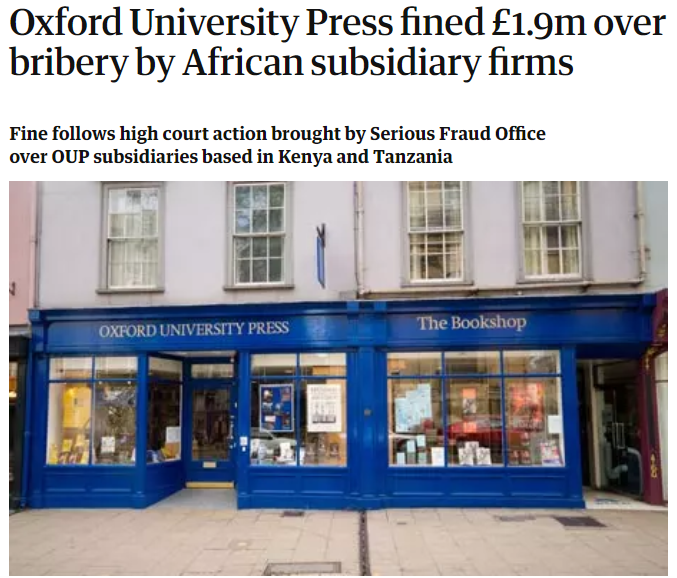 Oxford University Press fined £1.9m over
bribery by African subsidiary firms
Fine follows high court action brought by Serious Fraud Office
over OUP subsidiaries based in Kenya and Tanzania
OXFORD UNIVERSITY PRESS
The Bookshop